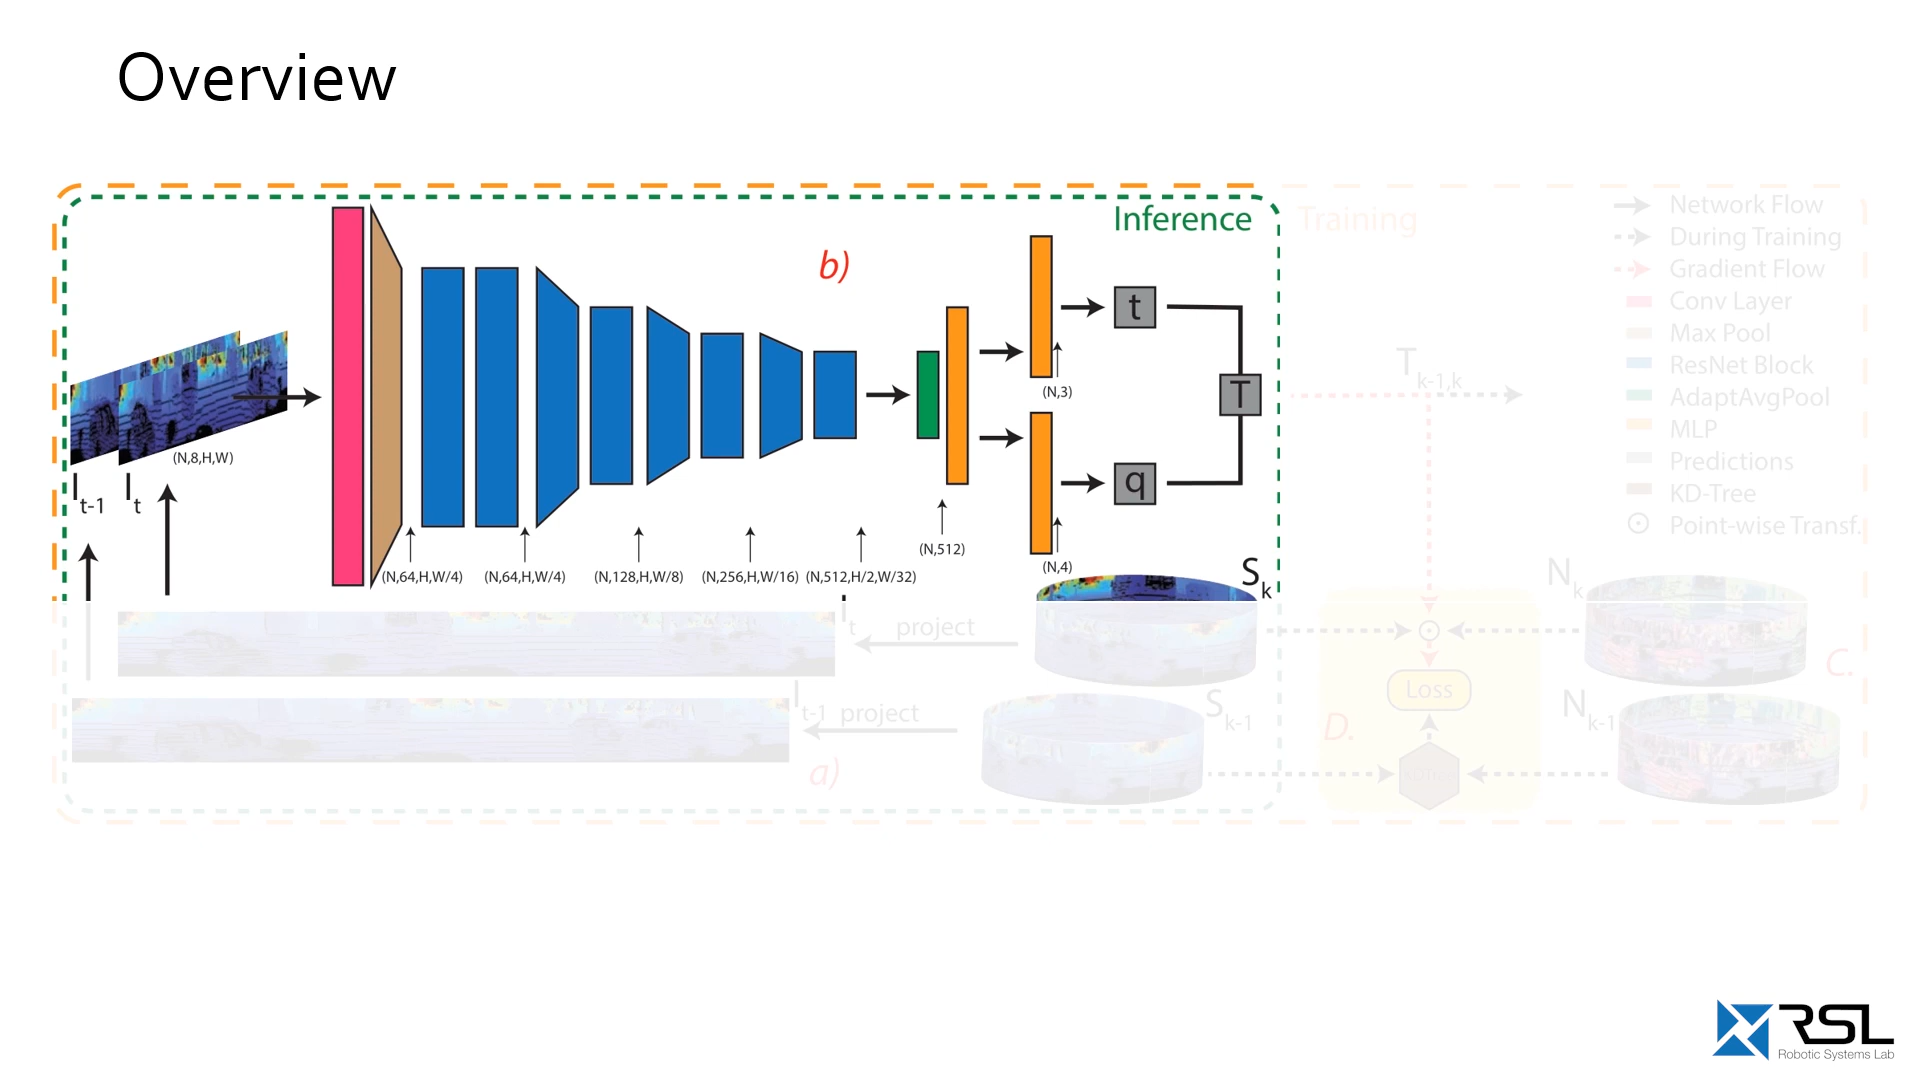 Overview
Inference
Training
b)
t
T
q
(N,3)
(N,4)
(N,8,H,W)
I t-1
I t
(N,64,H,W/4)
(N,64,H,W/4)
(N,128,H,W/8)
(N,256,H,W/16)
(N,512,H/2,W/32)
(N,512)
S k
T k-1,k
Network Flow
During Training
Gradient Flow
Conv Layer
Max Pool
ResNet Block
AdaptAvgPool
MLP
Predictions
KD-Tree
Point-wise Transf.
I t
project
I t-1
project
a)
S k-1
N k
N k-1
C.
D.
Loss
RSL
Robotic Systems Lab